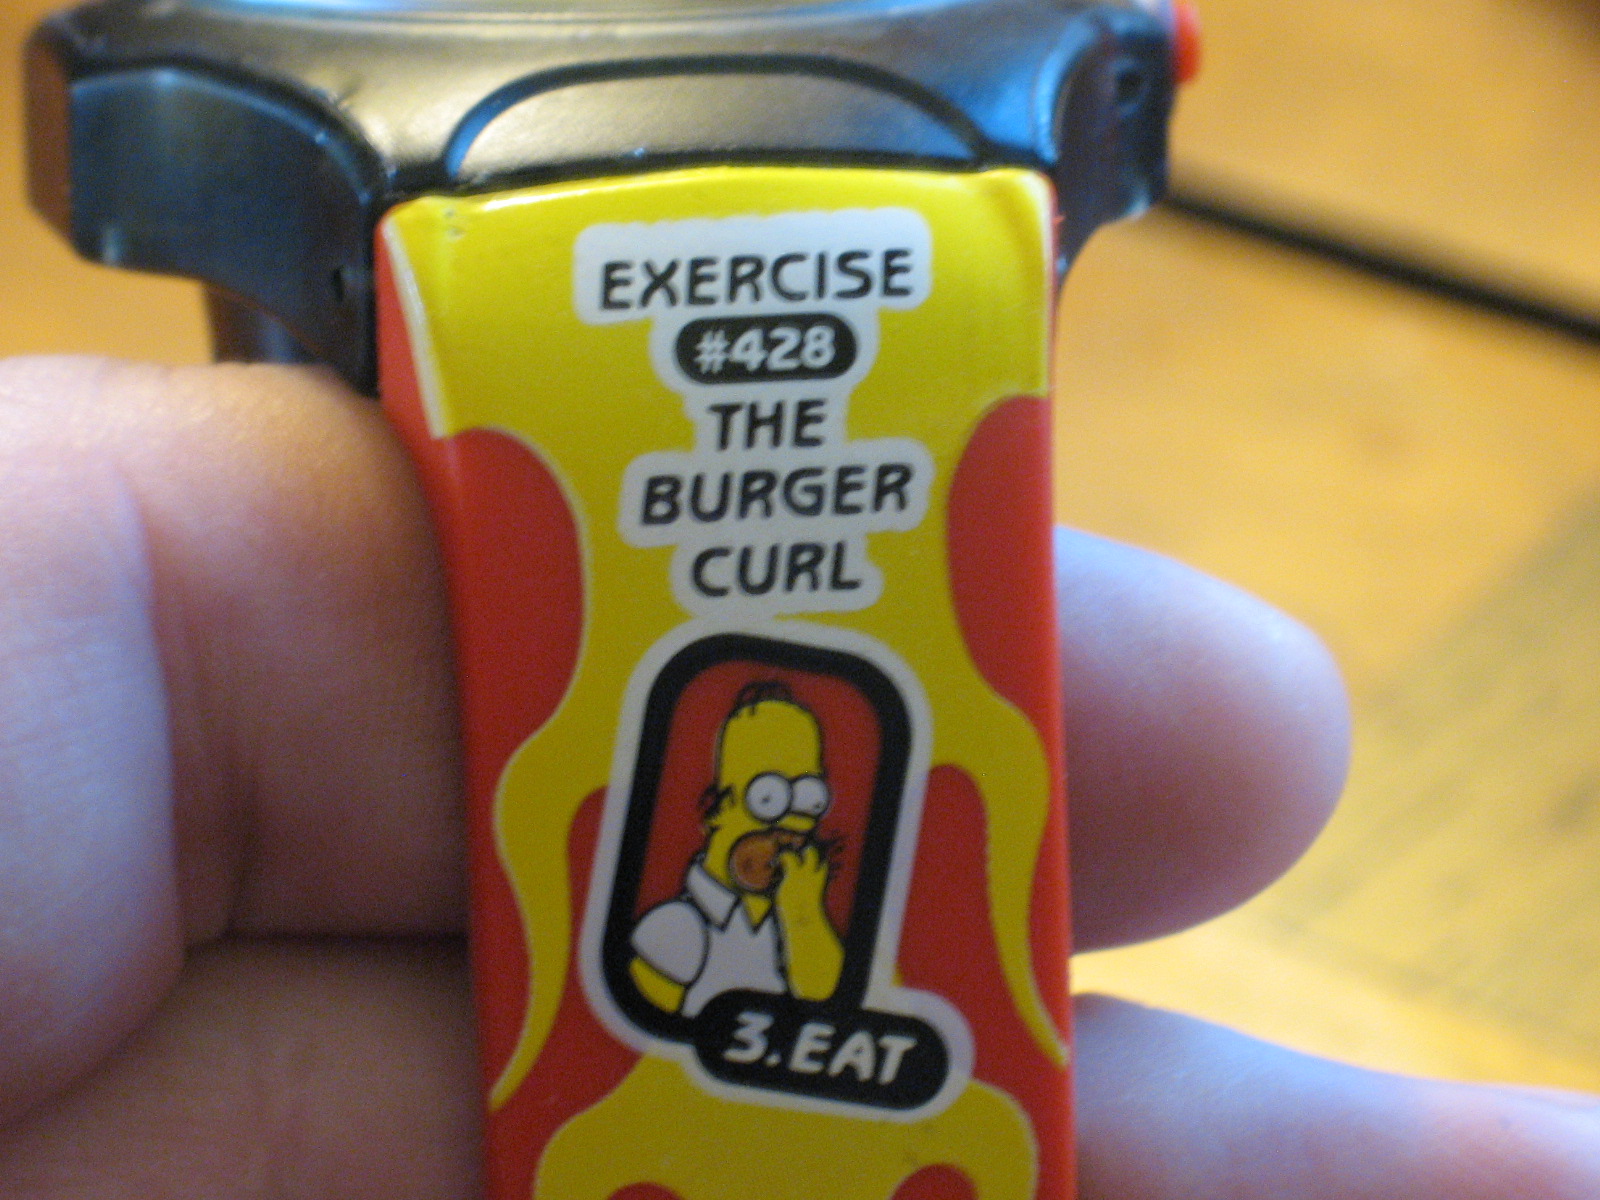 EXERCISE
#428
THE
BURGER
CURL
3. EAT